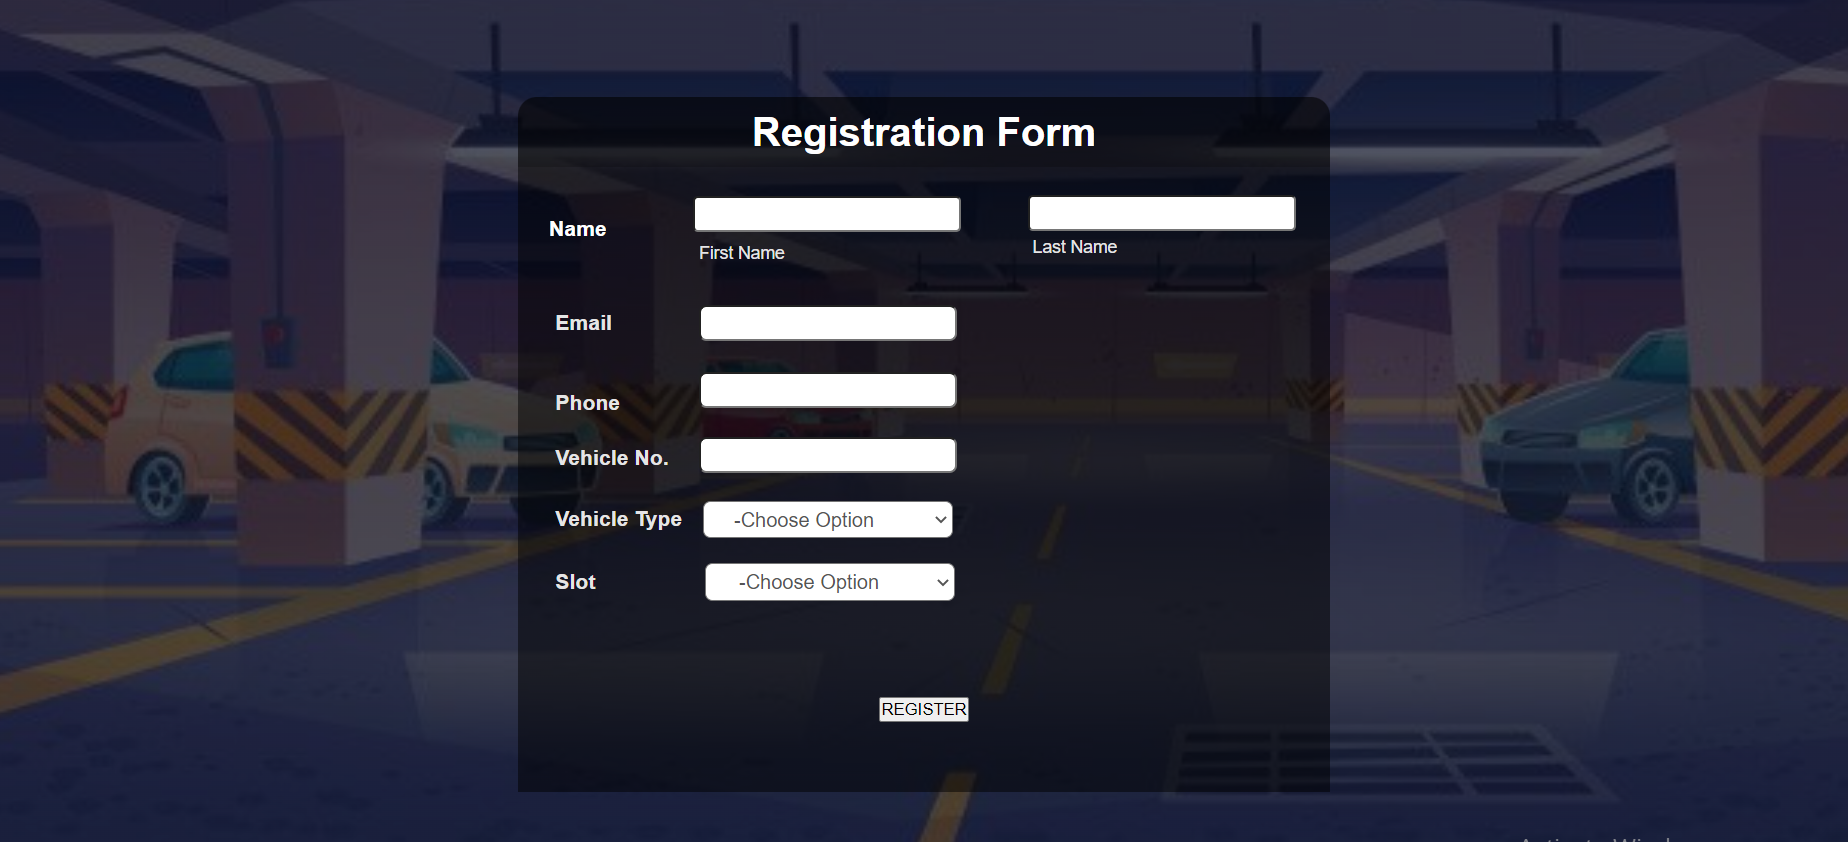 Registration Form
Name
First Name
Last Name
Email
Phone
Vehicle No.
Vehicle Type -Choose Option
Slot -Choose Option
REGISTER